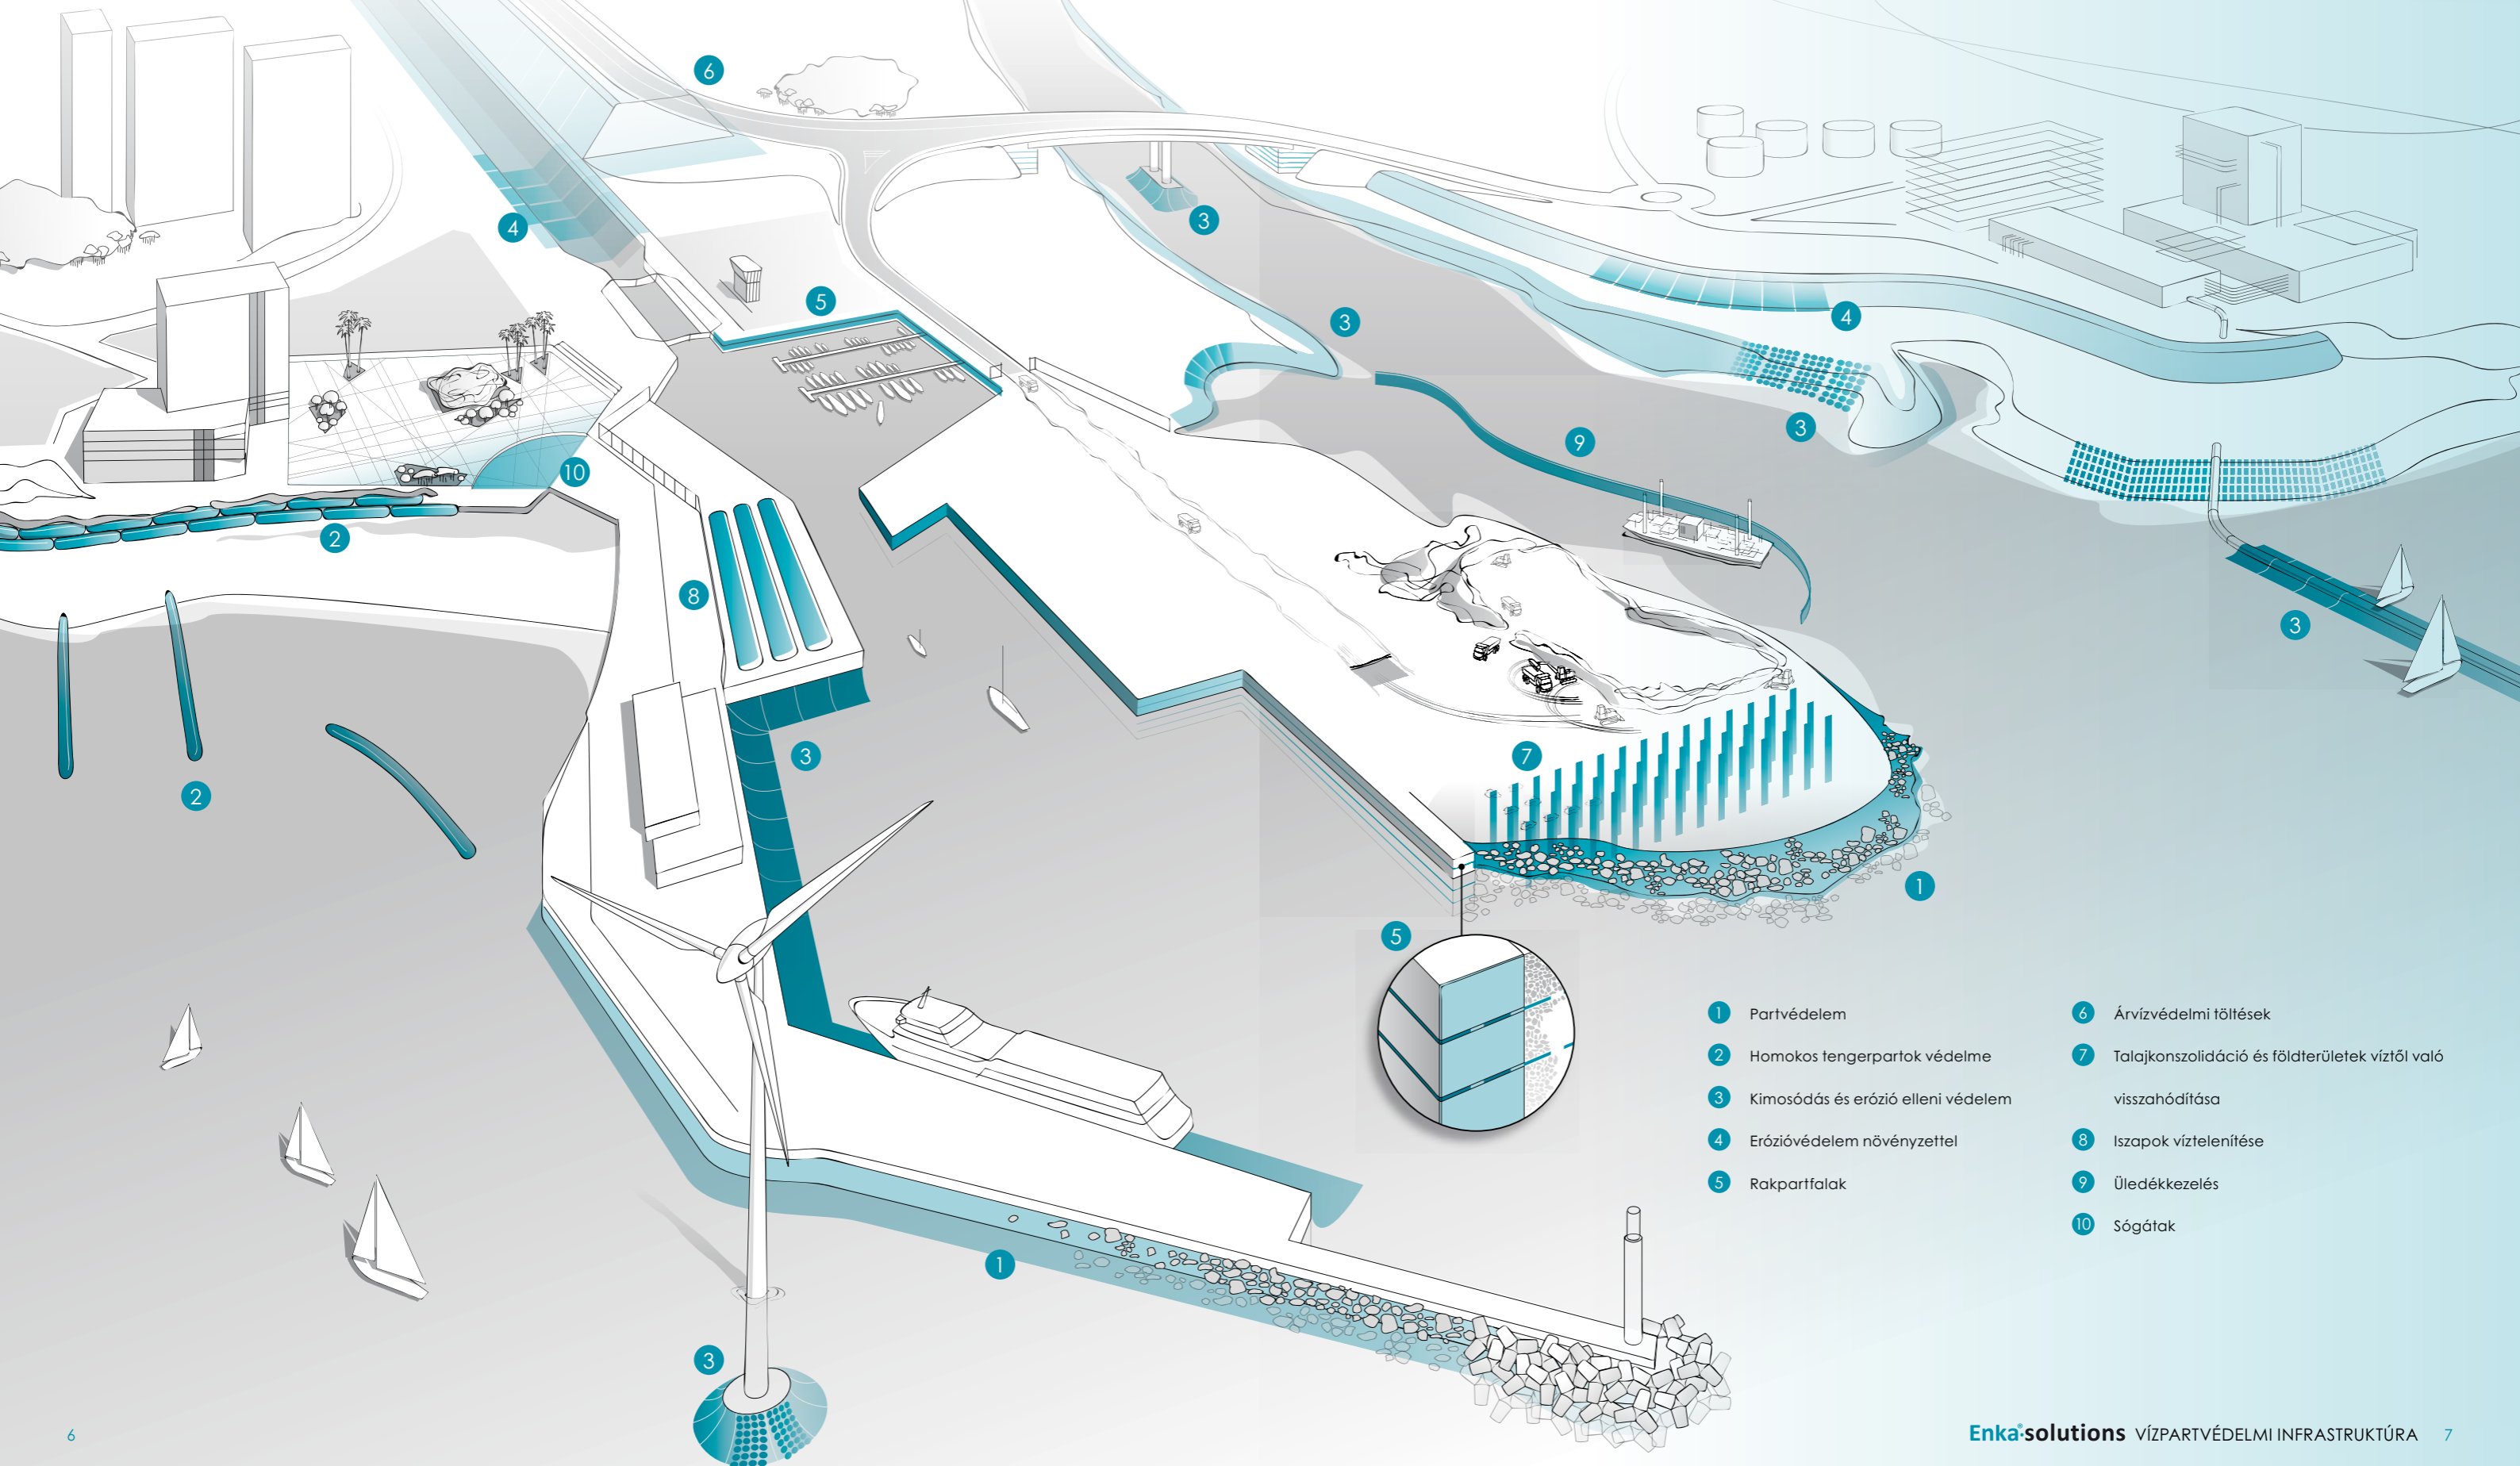 6
4
3
5
3
4
3
9
10
2
8
3
2
3
7
1
5
1
3
1 Partvédelem
2 Homokos tengerpartok védelme
3 Kimosódás és erózió elleni védelem
4 Erózióvédelem növényzettel
5 Rakpartfalak
6 Árvízvédelmi töltések
7 Talajkonszolidáció és földterületek víztől való
visszahódítása
8 Iszapok víztelenítése
9 Üledékkezelés
10 Sógátak
6
Enka® solutions VÍZPARTVÉDELMI INFRASTRUKTÚRA 7